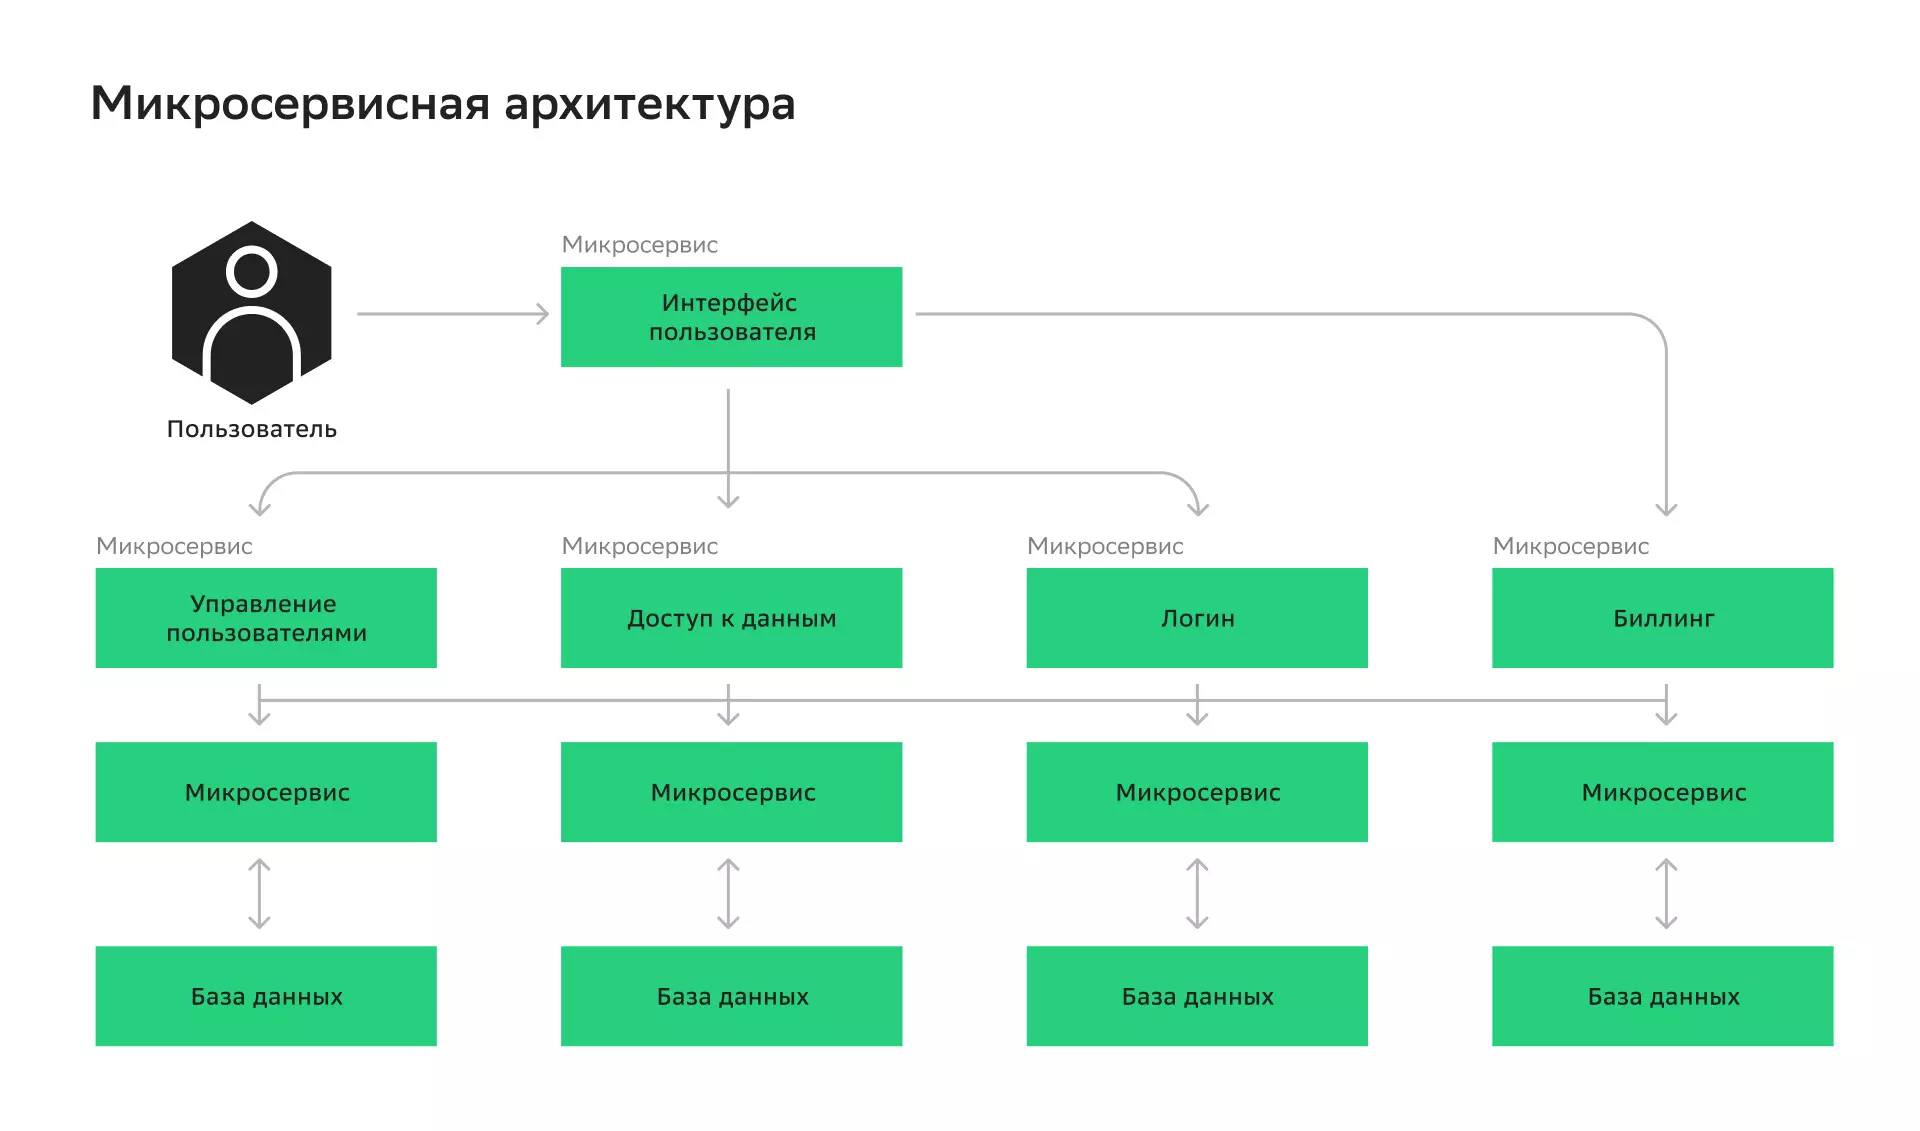 Микросервисная архитектура
Микросервис
Интерфейс
пользователя
Пользователь
Микросервис
Микросервис
Микросервис
Микросервис
Управление
пользователями
Доступ к данным
Логин
Биллинг
Микросервис
Микросервис
Микросервис
Микросервис
База данных
База данных
База данных
База данных